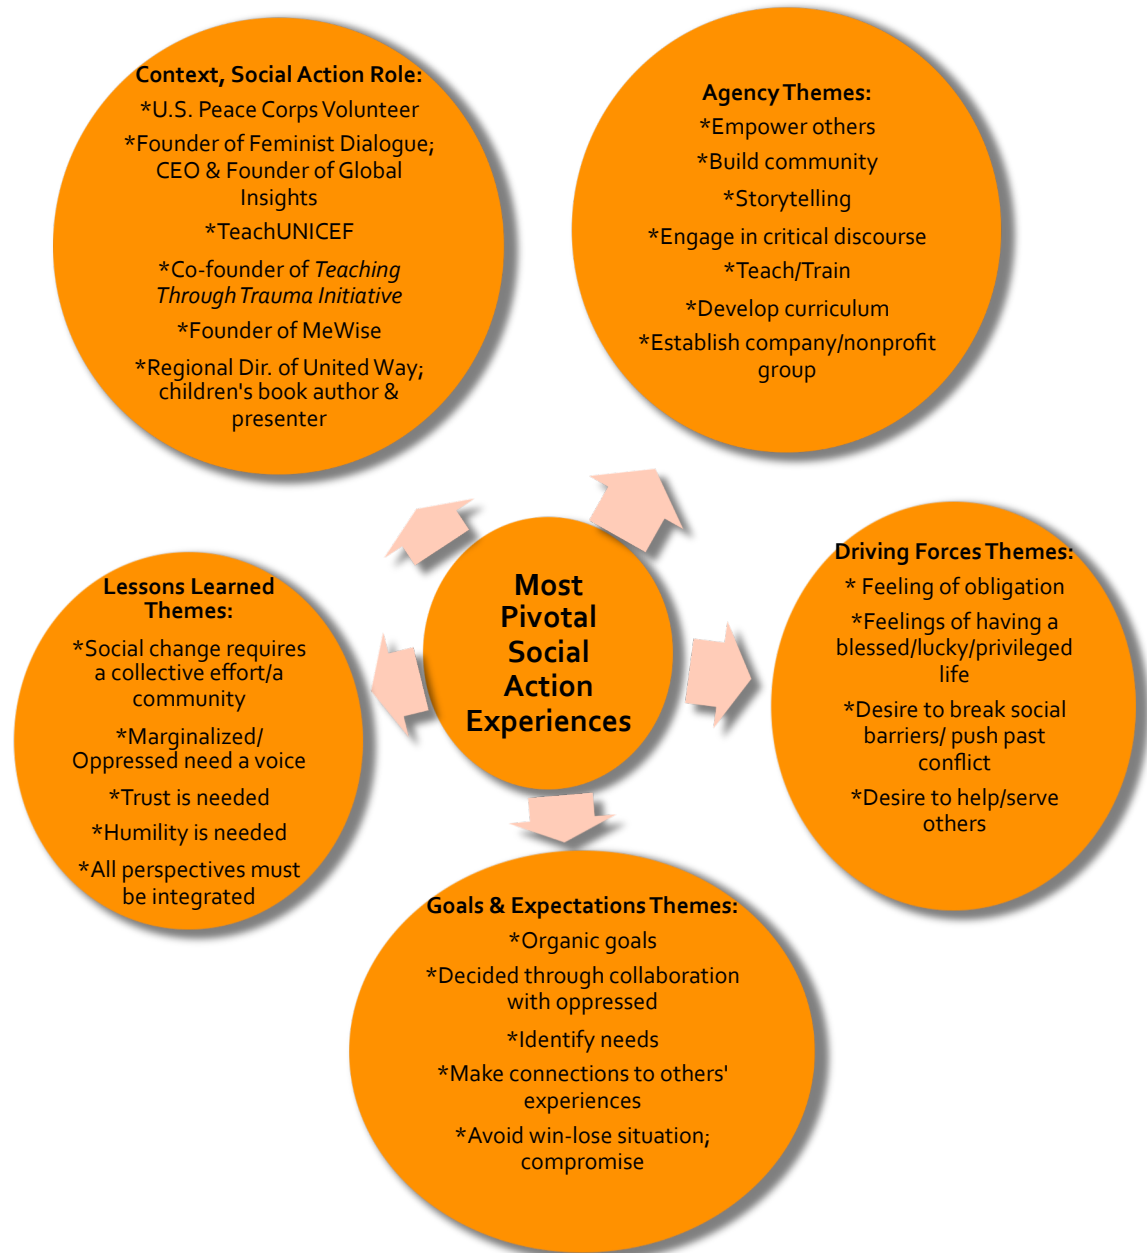 Context, Social Action Role:
*U.S. Peace Corps Volunteer
*Founder of Feminist Dialogue;
CEO & Founder of Global
Insights
*TeachUNICEF
*Co-founder of Teaching
Through Trauma Initiative
*Founder of MeWise
*Regional Dir. of United Way;
children's book author &
presenter
Agency Themes:
*Empower others
*Build community
*Storytelling
*Engage in critical discourse
*Teach/Train
*Develop curriculum
*Establish company/nonprofit
group
Most
Pivotal
Social
Action
Experiences
Driving Forces Themes:
* Feeling of obligation
*Feelings of having a
blessed/lucky/privileged
life
*Desire to break social
barriers/ push past
conflict
*Desire to help/serve
others
Lessons Learned
Themes:
*Social change requires
a collective effort/a
community
*Marginalized/
Oppressed need a voice
*Trust is needed
*Humility is needed
*All perspectives must
be integrated
Goals & Expectations Themes:
*Organic goals
*Decided through collaboration
with oppressed
*Identify needs
*Make connections to others'
experiences
*Avoid win-lose situation;
compromise